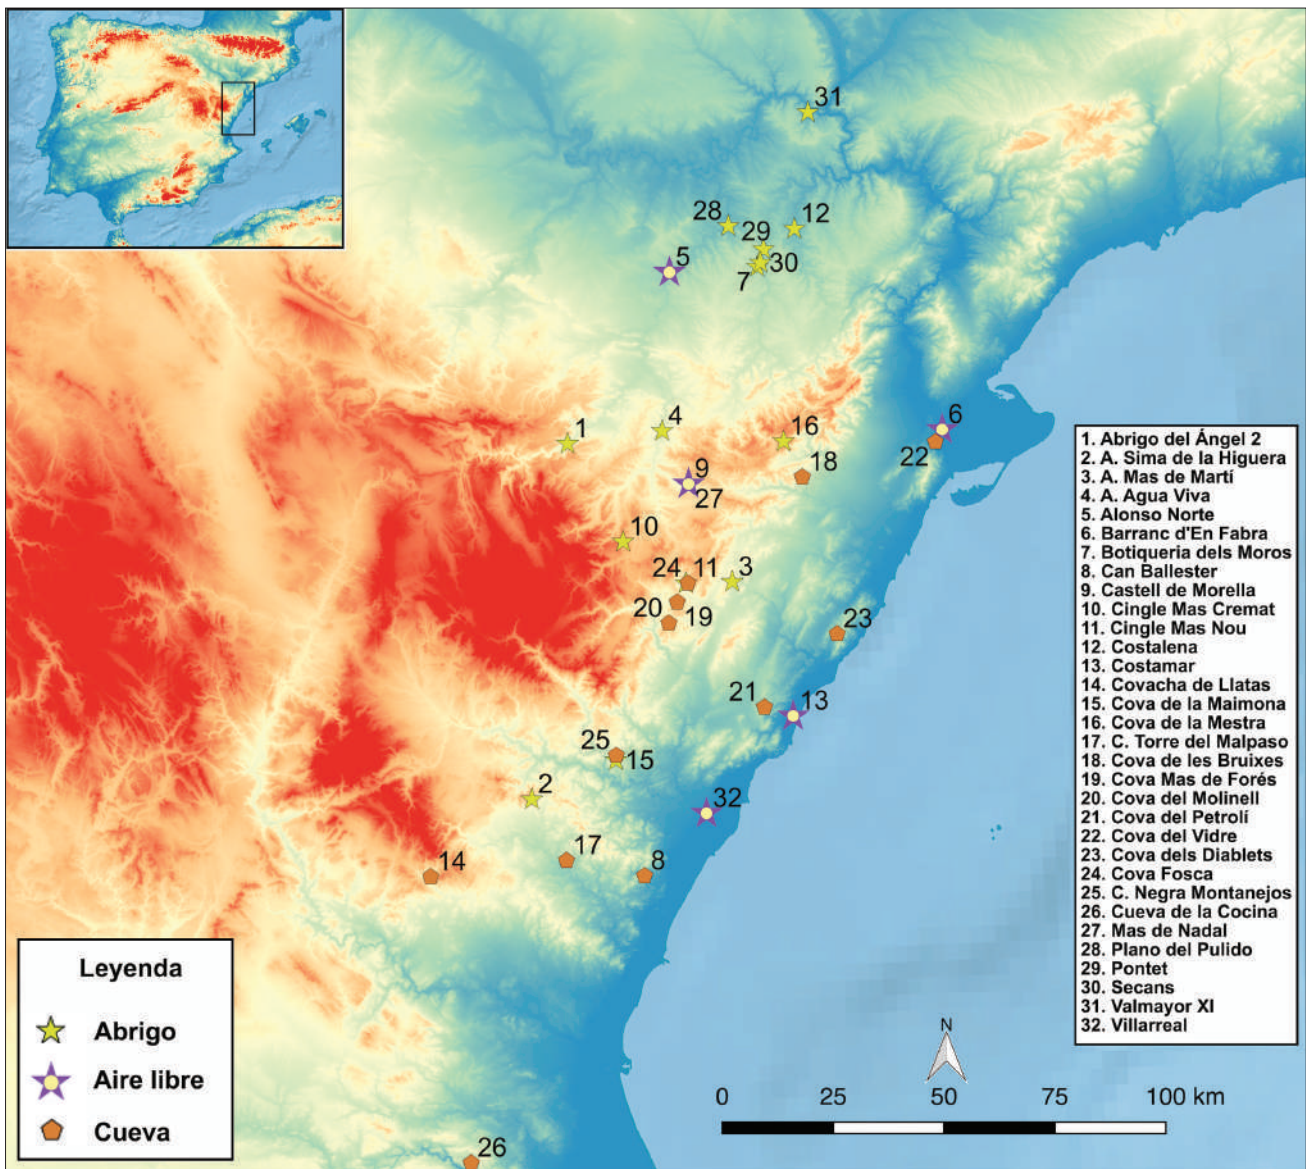 31
28
12
29
5
30
7
4
1
16
6
9
18
22
27
10
24
11
3
20
19
23
21
13
25
15
2
32
17
14
8
26
1. Abrigo del Ángel 2
2. A. Sima de la Higuera
3. A. Mas de Martí
4. A. Agua Viva
5. Alonso Norte
6. Barranc d'En Fabra
7. Botiqueria dels Moros
8. Can Ballester
9. Castell de Morella
10. Cingle Mas Cremat
11. Cingle Mas Nou
12. Costalena
13. Costamar
14. Covacha de Llatas
15. Cova de la Maimona
16. Cova de la Mestra
17. C. Torre del Malpaso
18. Cova de les Bruixes
19. Cova Mas de Forés
20. Cova del Molinell
21. Cova del Petrolí
22. Cova del Vidre
23. Cova dels Diablets
24. Cova Fosca
25. C. Negra Montanejos
26. Cueva de la Cocina
27. Mas de Nadal
28. Plano del Pulido
29. Pontet
30. Secans
31. Valmayor XI
32. Villarreal
Leyenda
Abrigo
Aire libre
Cueva
N
0 25 50 75 100 km